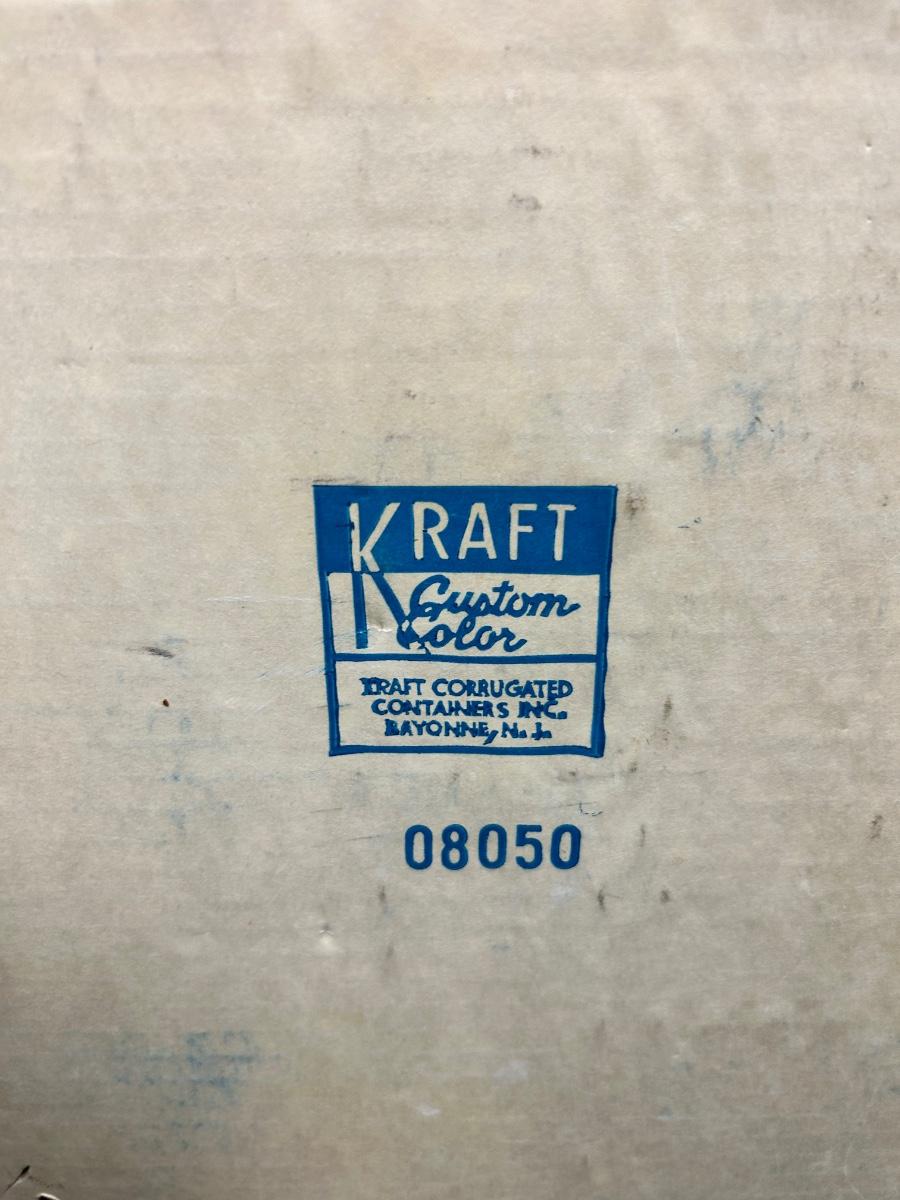 KRAFT
Custom
Color
KRAFT CORRUGATED
CONTAINERS INC.
BAYONNE, N. J.
08050